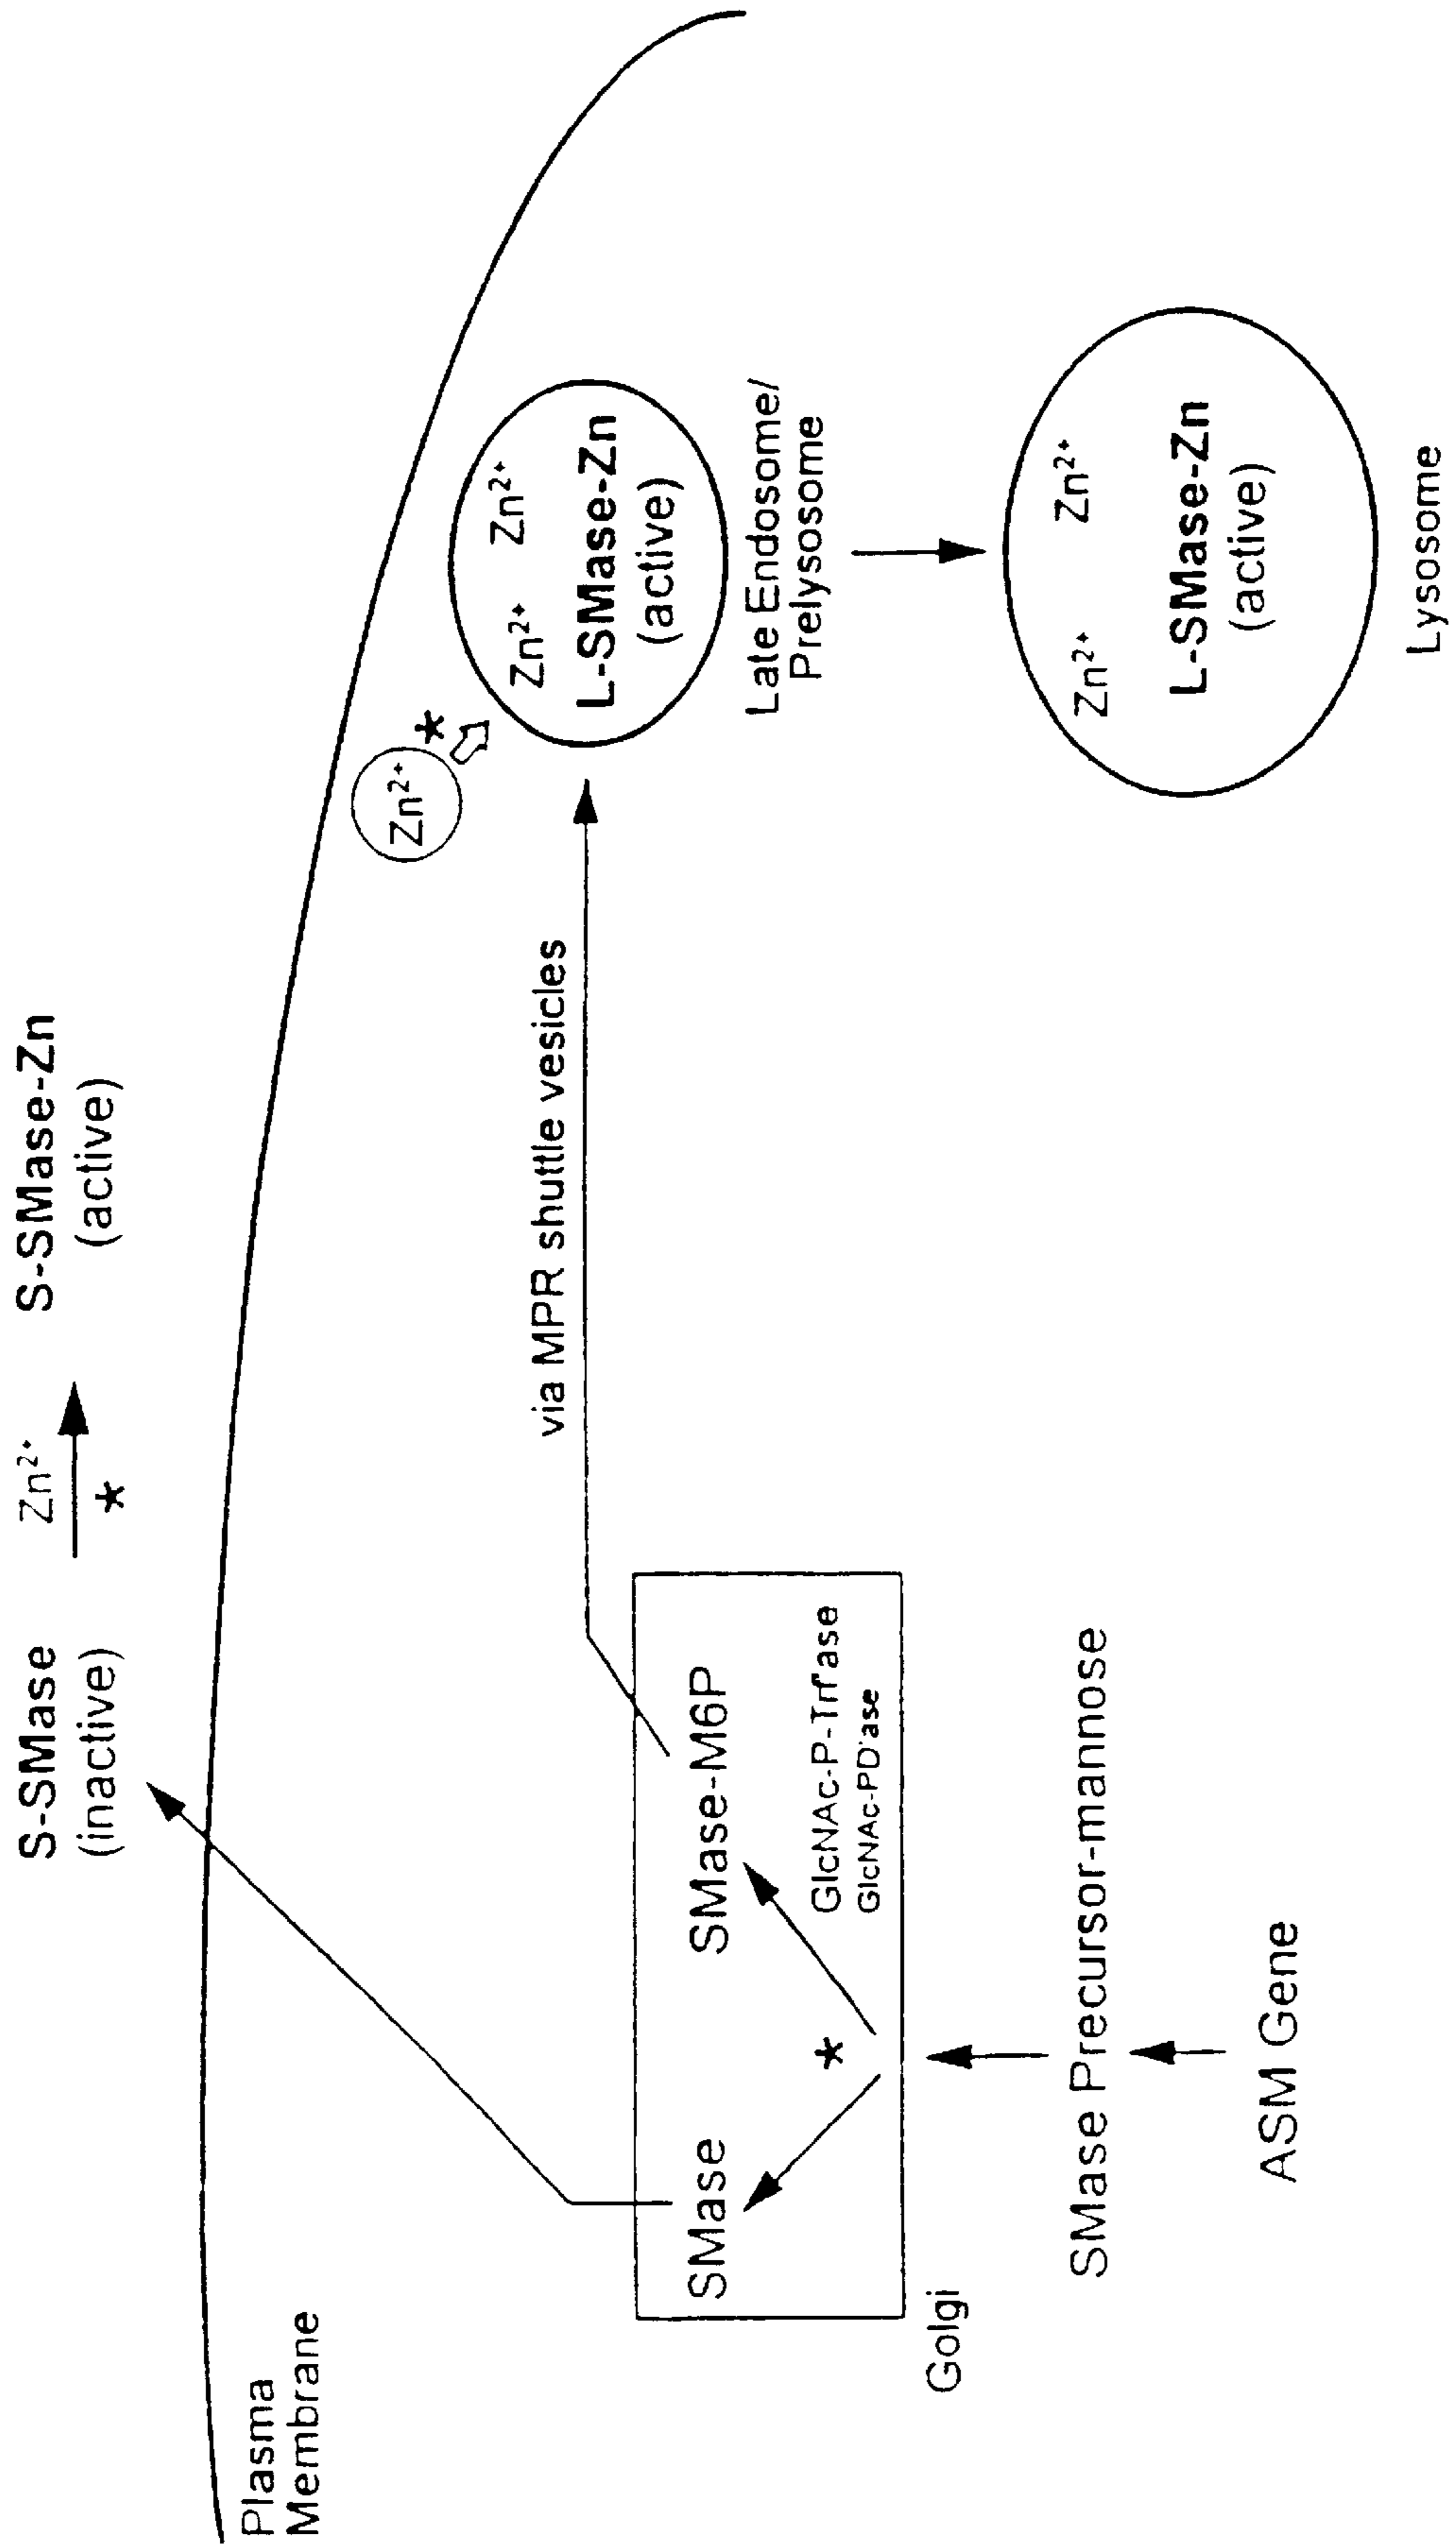 S-SMase
(inactive)
Zn²⁺
*
S-SMase-Zn
(active)
Plasma
Membrane
Zn²⁺
*
Zn²⁺
Zn²⁺
L-SMase-Zn
(active)
Late Endosome/
Prelysosome
via MPR shuttle vesicles
SMase
SMase-M6P
*
GlcNAc-P-Trf'ase
GlcNAc-PD'ase
Golgi
SMase Precursor-mannose
ASM Gene
Zn²⁺
Zn²⁺
L-SMase-Zn
(active)
Lysosome